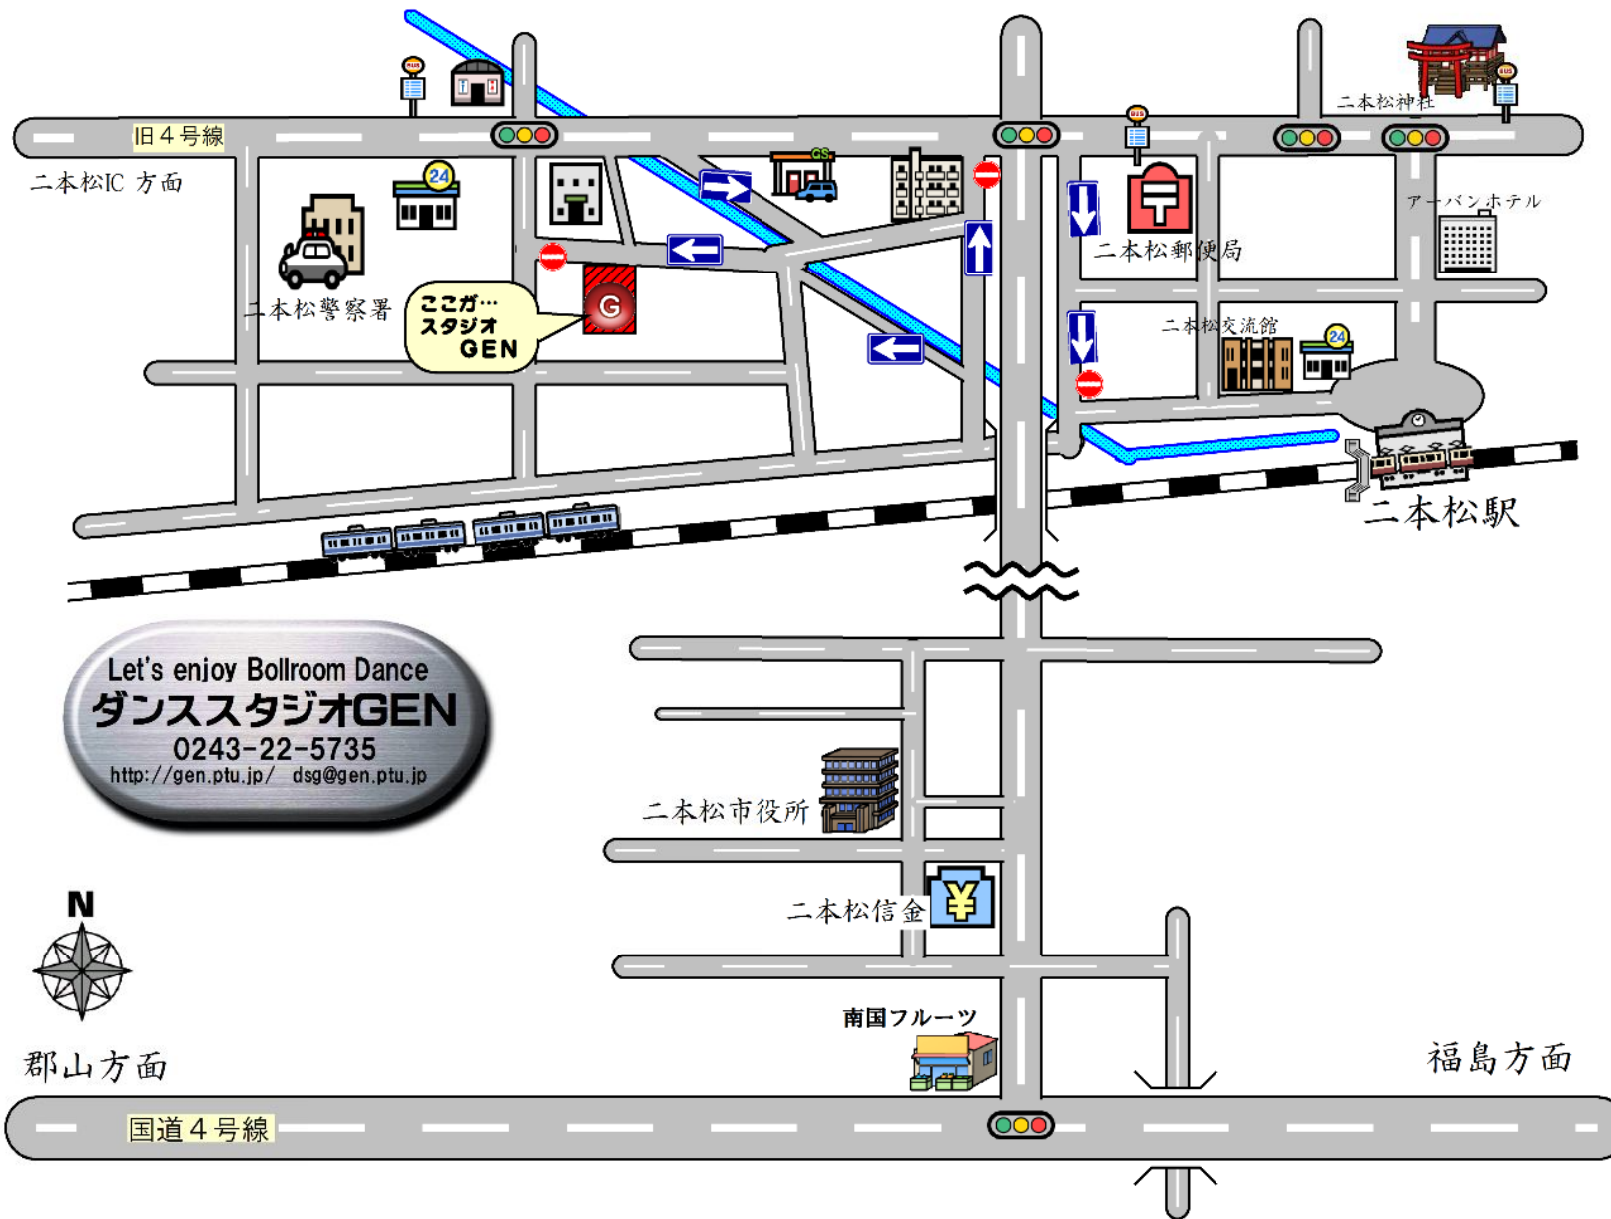 BUS
BUS
BUS
二本松神社
旧４号線
二本松IC 方面
24
GS
アーバンホテル
二本松郵便局
二本松警察署
ここが…
スタジオ
GEN
G
二本松交流館
24
二本松駅
Let's enjoy Bollroom Dance
ダンススタジオGEN
0243-22-5735
http://gen.ptu.jp/ dsg@gen.ptu.jp
二本松市役所
¥
二本松信金
N
南国フルーツ
郡山方面
福島方面
国道４号線